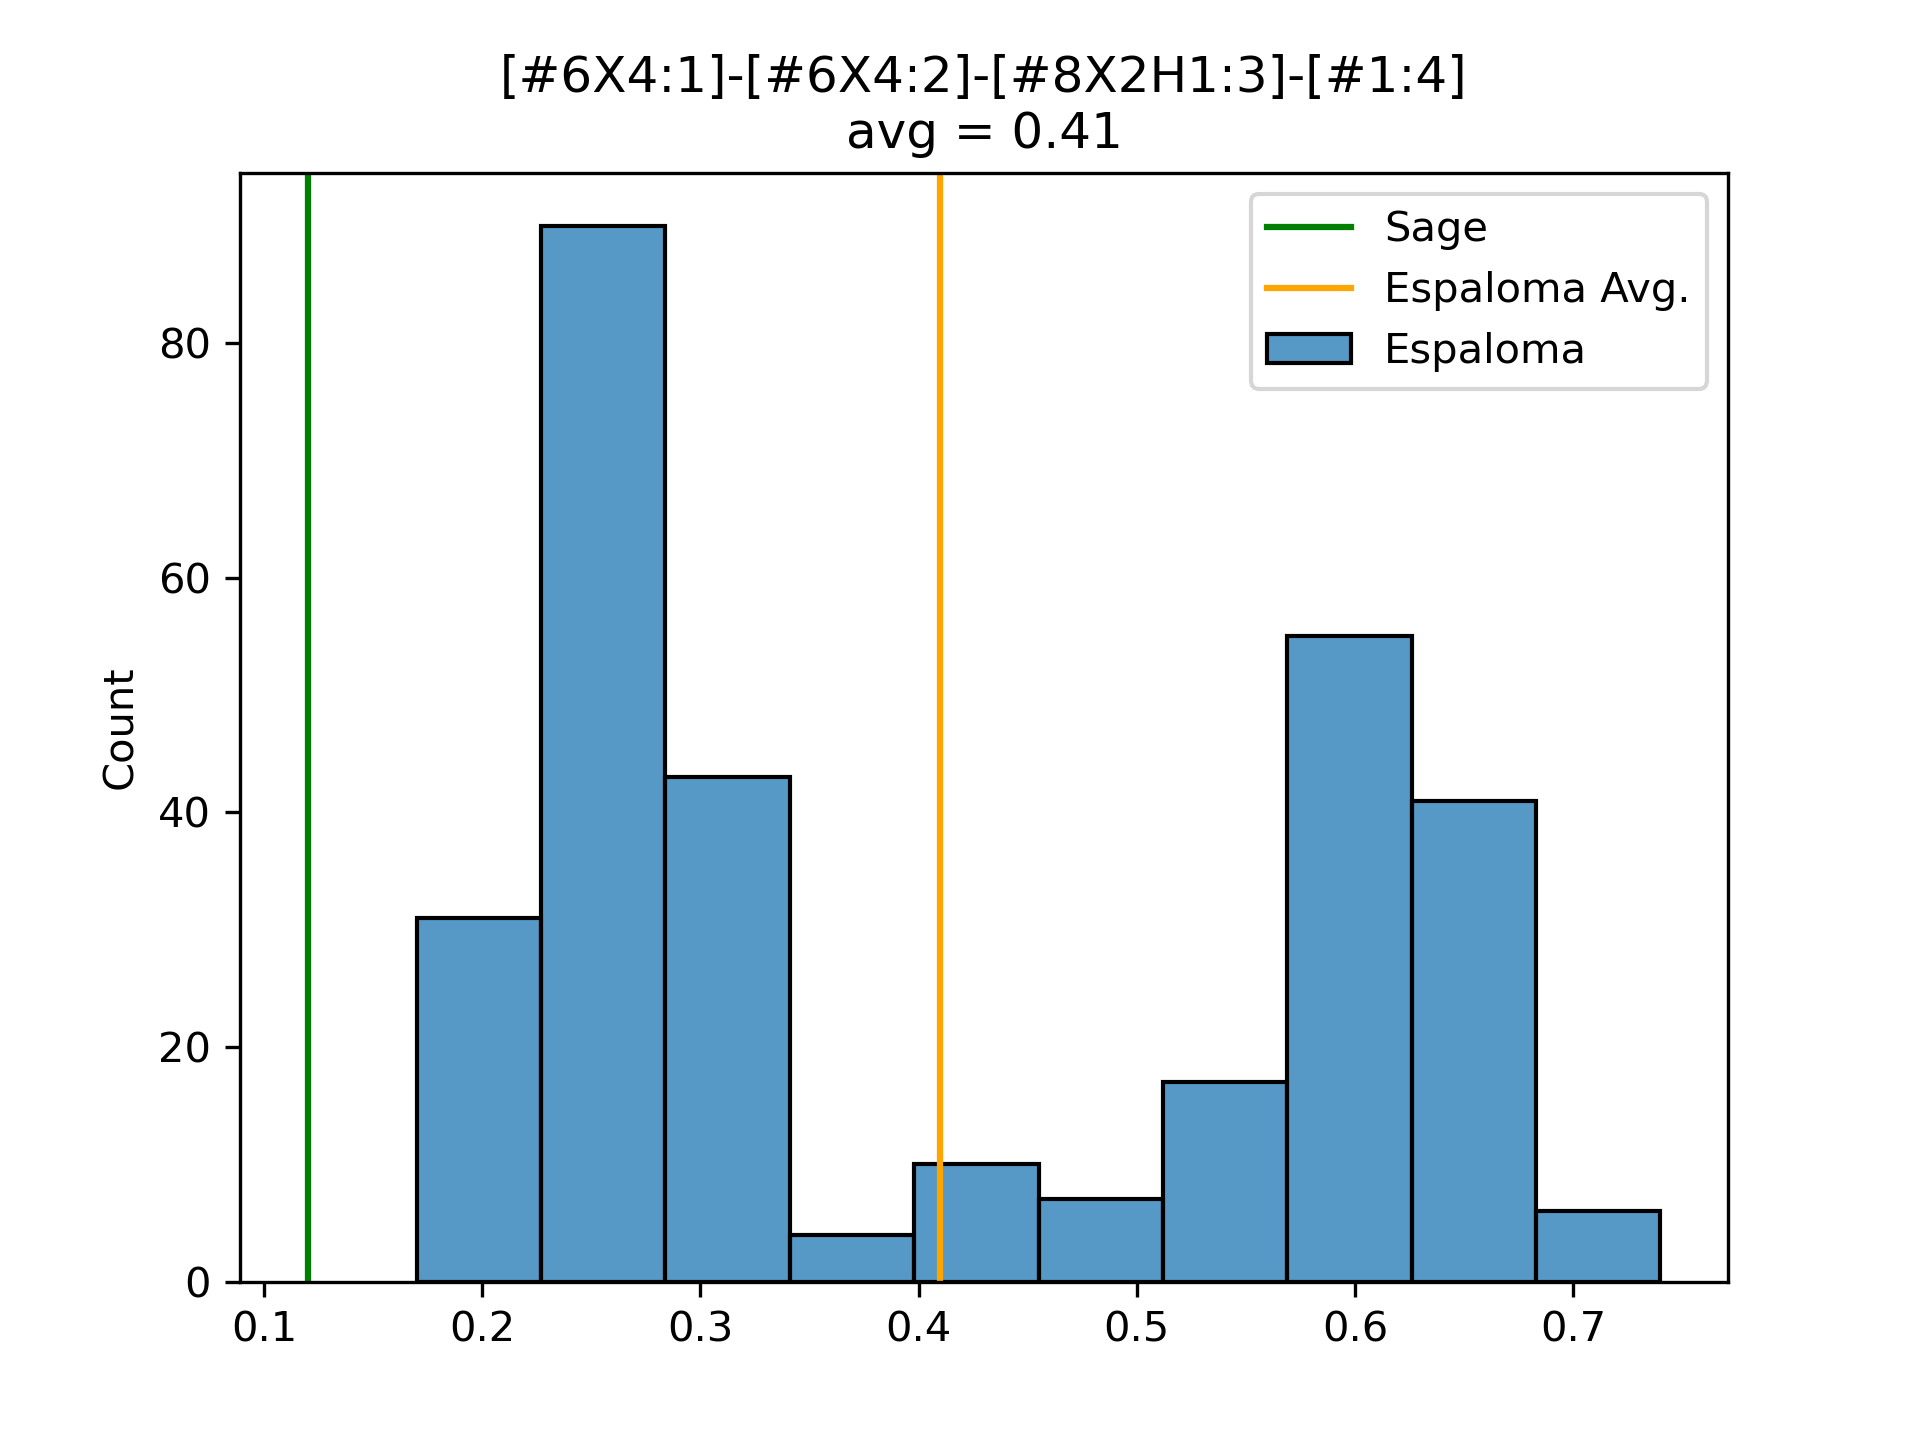 [#6X4:1]-[#6X4:2]-[#8X2H1:3]-[#1:4]
avg = 0.41
Sage
Espaloma Avg.
Espaloma
80
60
40
20
0
Count
0.1 0.2 0.3 0.4 0.5 0.6 0.7